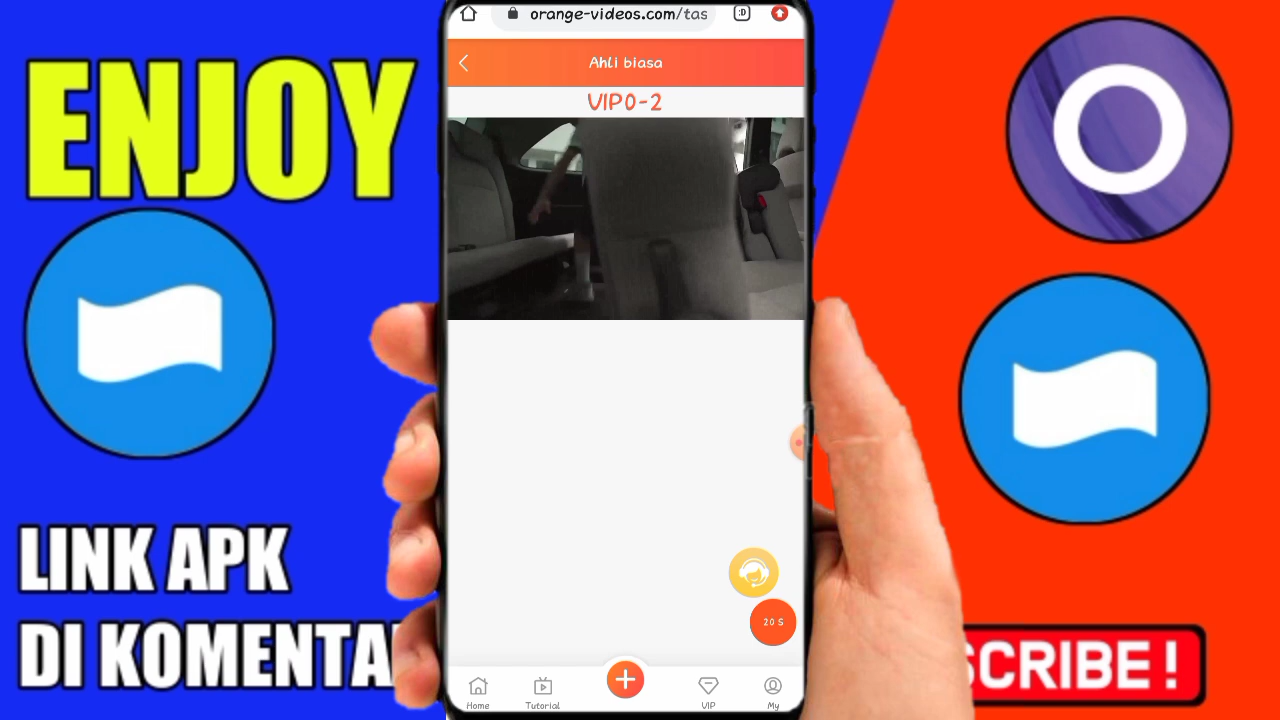 orange-videos.com/tas
:D
Ahli biasa
VIP0-2
ENJOY
LINK APK
DI KOMENTA
20 S
SCRIBE!
Home
Tutorial
VIP
My